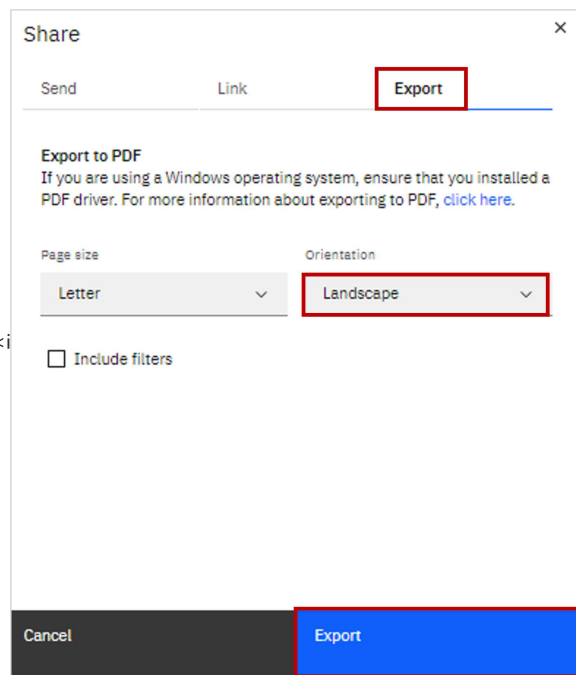 Share ×
Send Link Export
Export to PDF
If you are using a Windows operating system, ensure that you installed a
PDF driver. For more information about exporting to PDF, click here.
Page size Orientation
Letter Landscape
<i
Include filters
Cancel Export